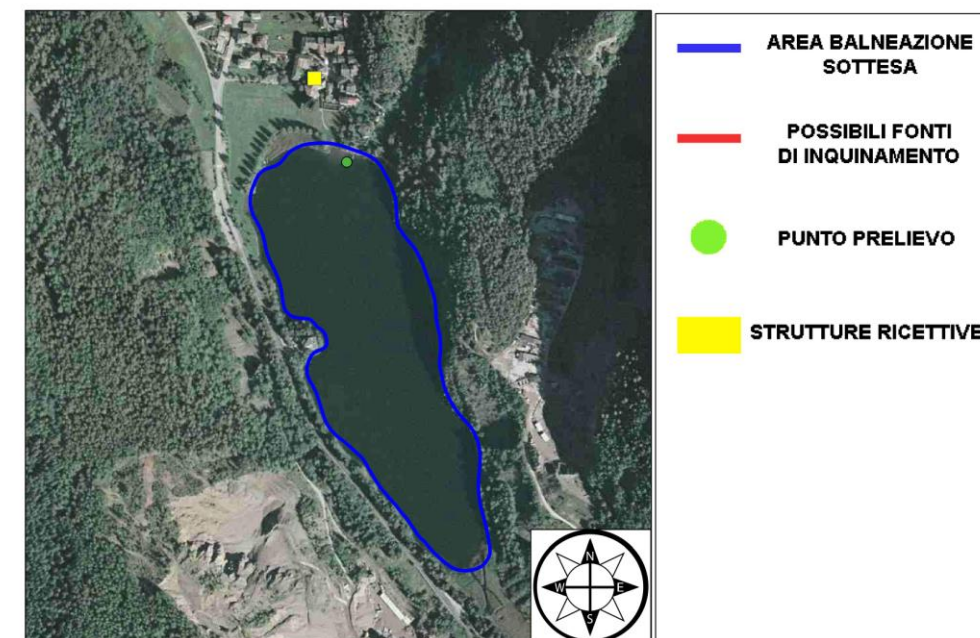 AREA BALNEAZIONE
SOTTESA
POSSIBILI FONTI
DI INQUINAMENTO
PUNTO PRELIEVO
STRUTTURE RICETTIVE
N
W E
S